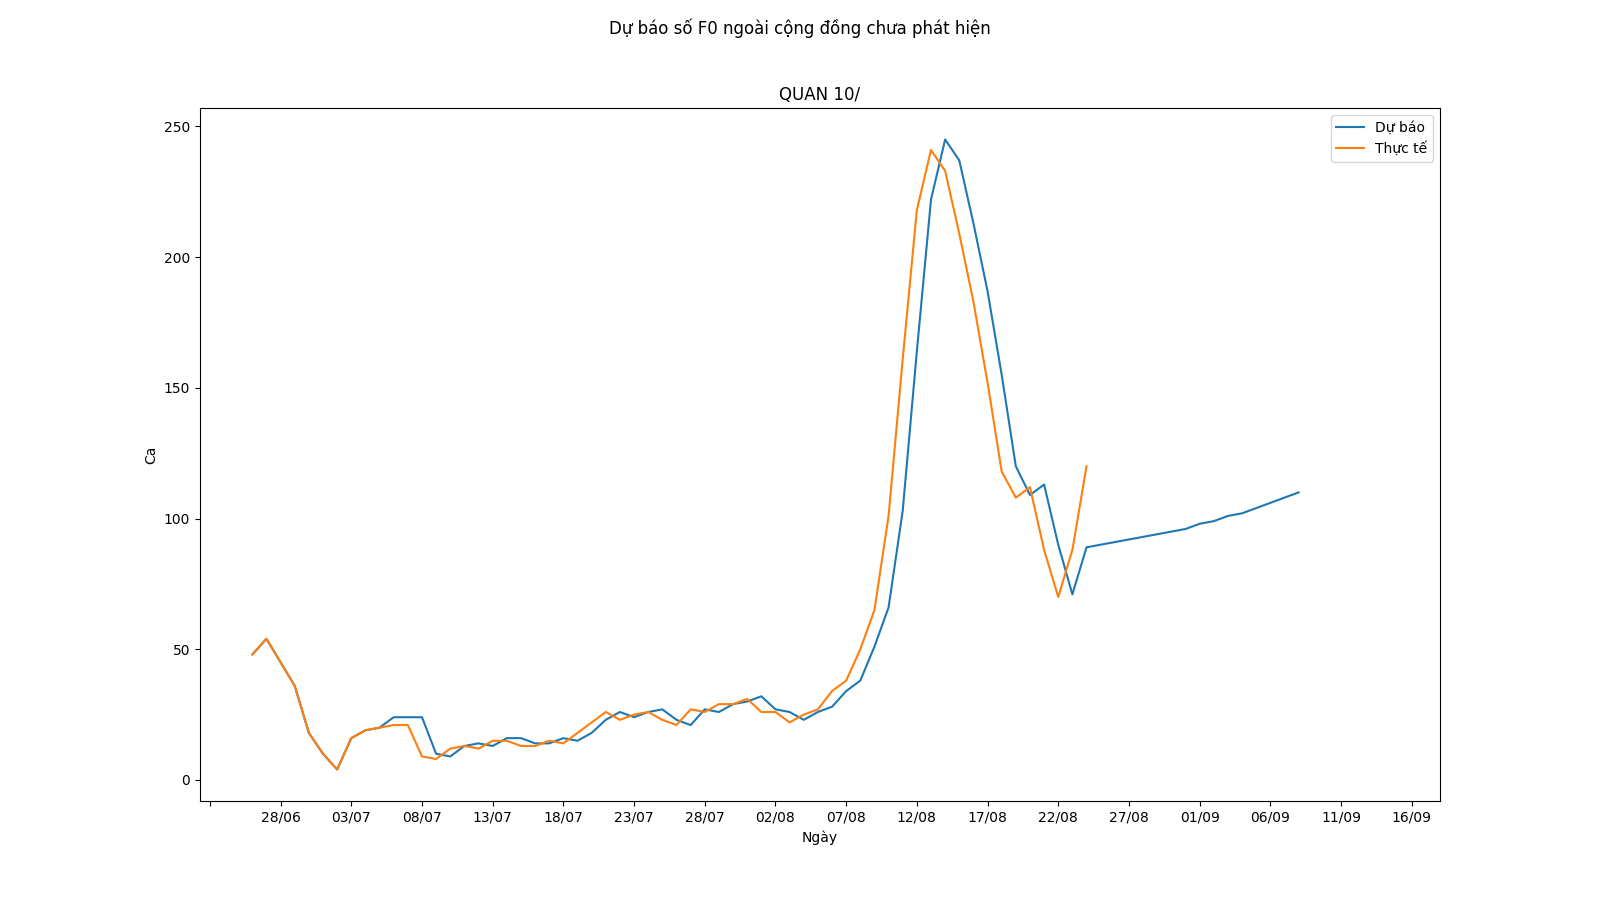 Dự báo số F0 ngoài cộng đồng chưa phát hiện
QUAN 10/
Dự báo
Thực tế
250
200
150
100
50
0
Ca
28/06 03/07 08/07 13/07 18/07 23/07 28/07 02/08 07/08 12/08 17/08 22/08 27/08 01/09 06/09 11/09 16/09
Ngày